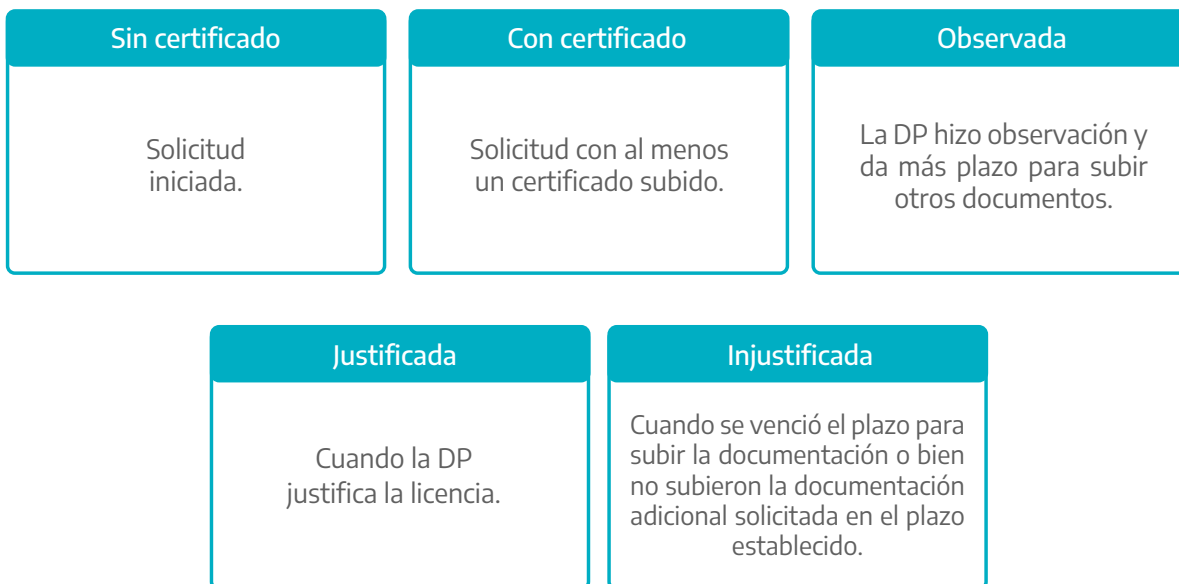 Sin certificado
Solicitud
iniciada.
Con certificado
Solicitud con al menos
un certificado subido.
Observada
La DP hizo observación y
da más plazo para subir
otros documentos.
Justificada
Cuando la DP
justifica la licencia.
Injustificada
Cuando se venció el plazo para
subir la documentación o bien
no subieron la documentación
adicional solicitada en el plazo
establecido.